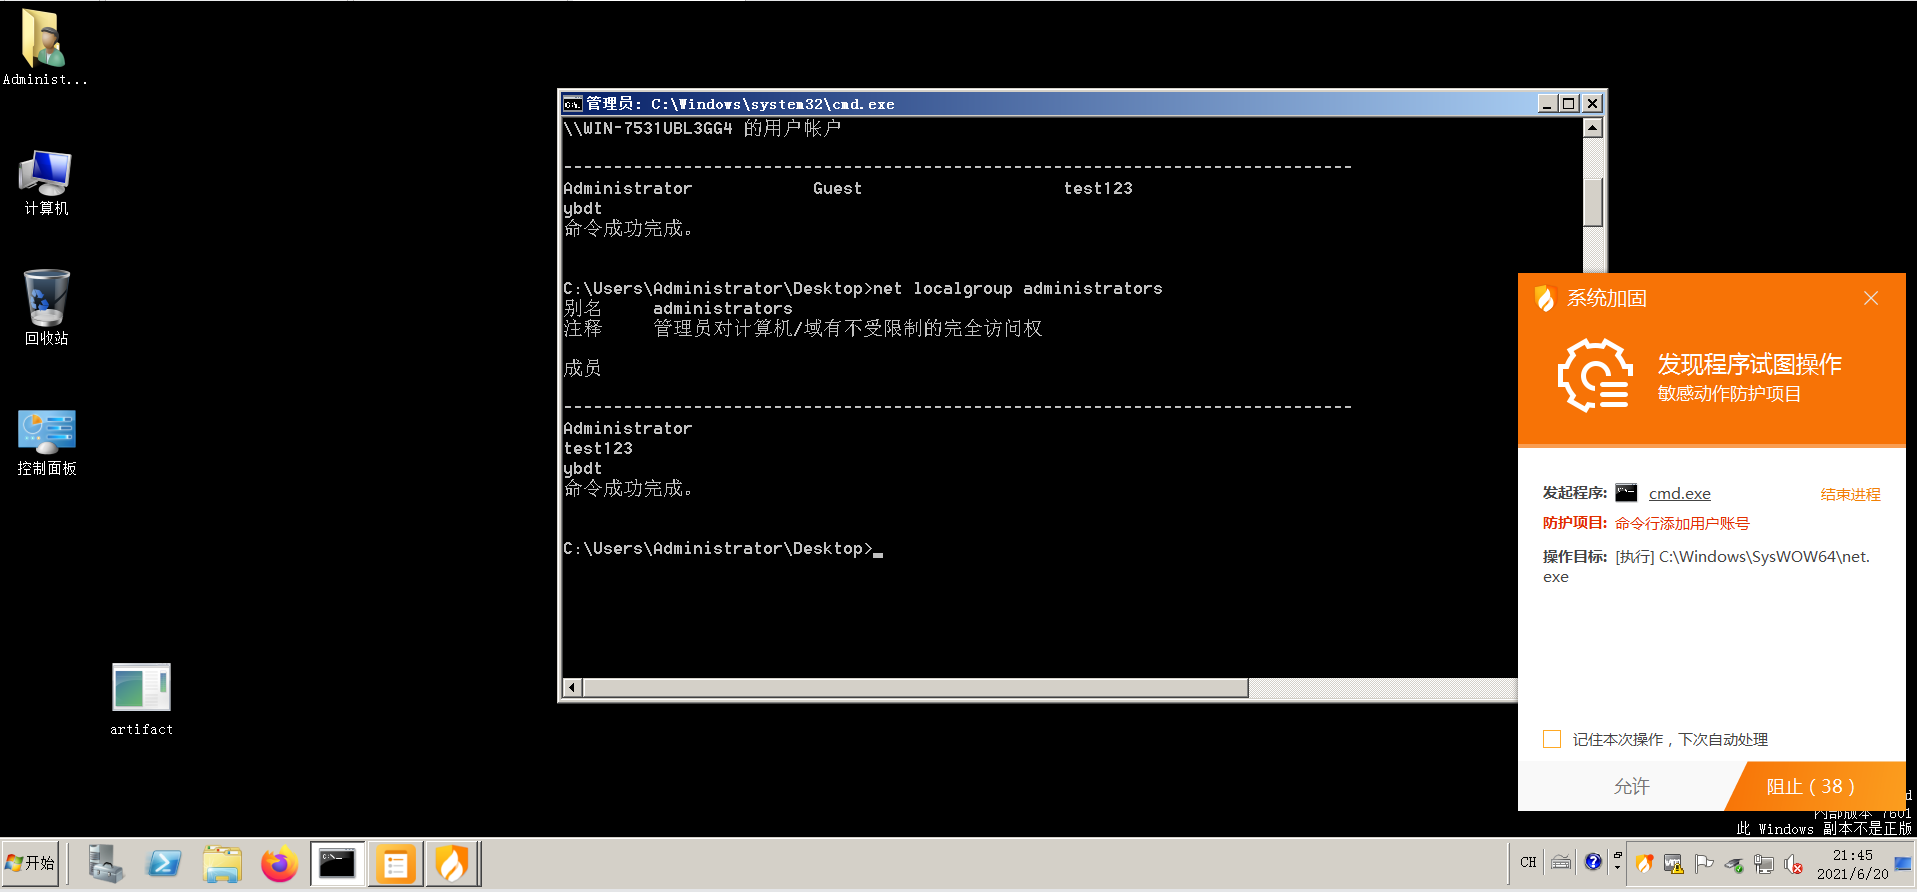 Administ...
计算机
回收站
控制面板
artifact
管理员: C:\Windows\system32\cmd.exe
\\WIN-7531UBL3GG4 的用户帐户
-------------------------------------------------------------------------------
Administrator Guest test123
ybdt
命令成功完成。
C:\Users\Administrator\Desktop>net localgroup administrators
别名 administrators
注释 管理员对计算机/域有不受限制的完全访问权
成员
-------------------------------------------------------------------------------
Administrator
test123
ybdt
命令成功完成。
C:\Users\Administrator\Desktop>
系统加固
发现程序试图操作
敏感动作防护项目
发起程序: cmd.exe 结束进程
防护项目: 命令行添加用户账号
操作目标: [执行] C:\Windows\SysWOW64\net.
exe
记住本次操作，下次自动处理
允许
阻止 ( 38 )
内部版本 7601
此 Windows 副本不是正版
开始
CH
21:45
2021/6/20